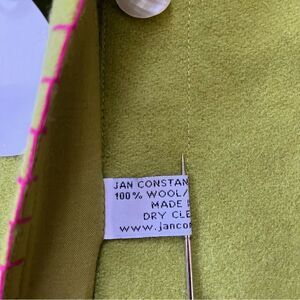 JAN CONSTAN
100% WOOL/
MADE
DRY CLE
www.janco